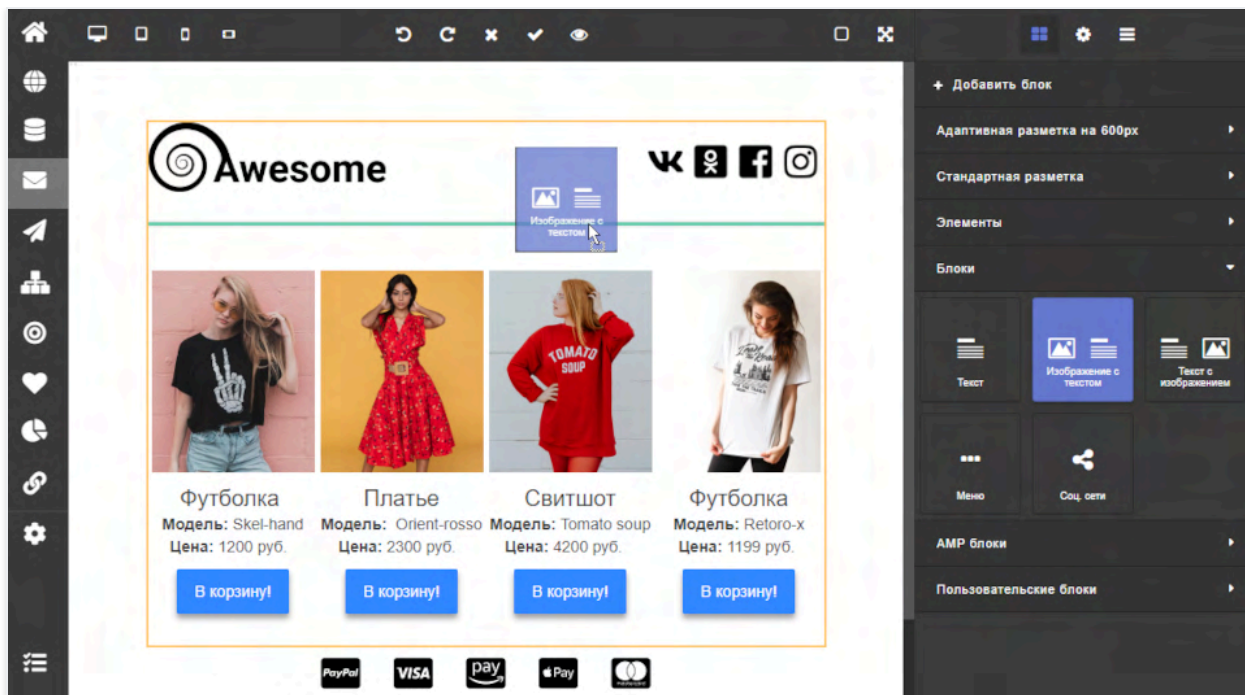 + Добавить блок
Awesome
Изображение с
текстом
Адаптивная разметка на 600px
Стандартная разметка
Элементы
Блоки
Текст
Изображение с
текстом
Текст с
изображением
Меню
Соц. сети
AMP блоки
Пользовательские блоки
TOMATO
SOUP
Футболка
Модель: Skel-hand
Цена: 1200 руб.
В корзину!
Платье
Модель: Orient-rosso
Цена: 2300 руб.
В корзину!
Свитшот
Модель: Tomato soup
Цена: 4200 руб.
В корзину!
Футболка
Модель: Retoro-x
Цена: 1199 руб.
В корзину!
PayPal
VISA
pay
Pay